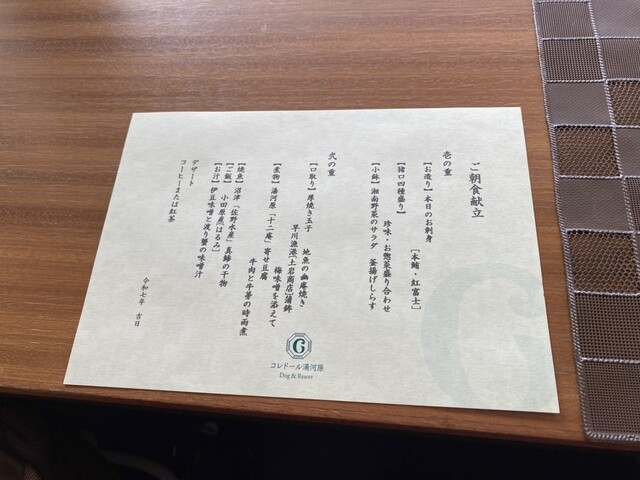 ご朝食献立
壱の重
【お造り】本日のお刺身
［本鮪・紅富士］
【猪口四種盛り】
珍味・お惣菜盛り合わせ
【小鉢】湘南野菜のサラダ　釜揚げしらす
弐の重
【口取り】厚焼き玉子　地魚の幽庵焼き
早川漁港［土岩商店］蒲鉾
【煮物】湯河原「十二庵」寄せ豆腐　梅味噌を添えて
牛肉と牛蒡の時雨煮
【焼魚】沼津「佐野水産」真鯵の干物
【ご飯】小田原煎［はるみ］
【お汁】伊豆味噌と渡り蟹の味噌汁
デザート
コーヒーまたは紅茶
令和七年　吉日
コレドール湯河原
Dog & Resort